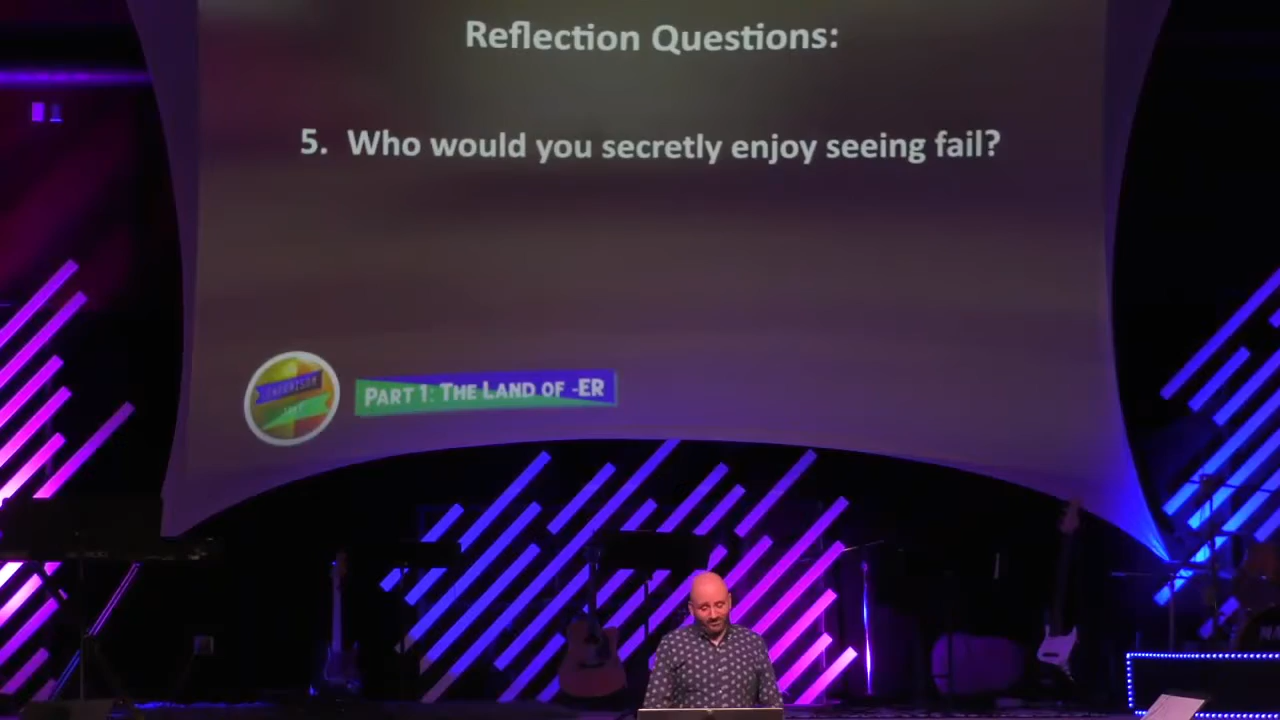 Reflection Questions:
5. Who would you secretly enjoy seeing fail?
PART 1: THE LAND OF -ER